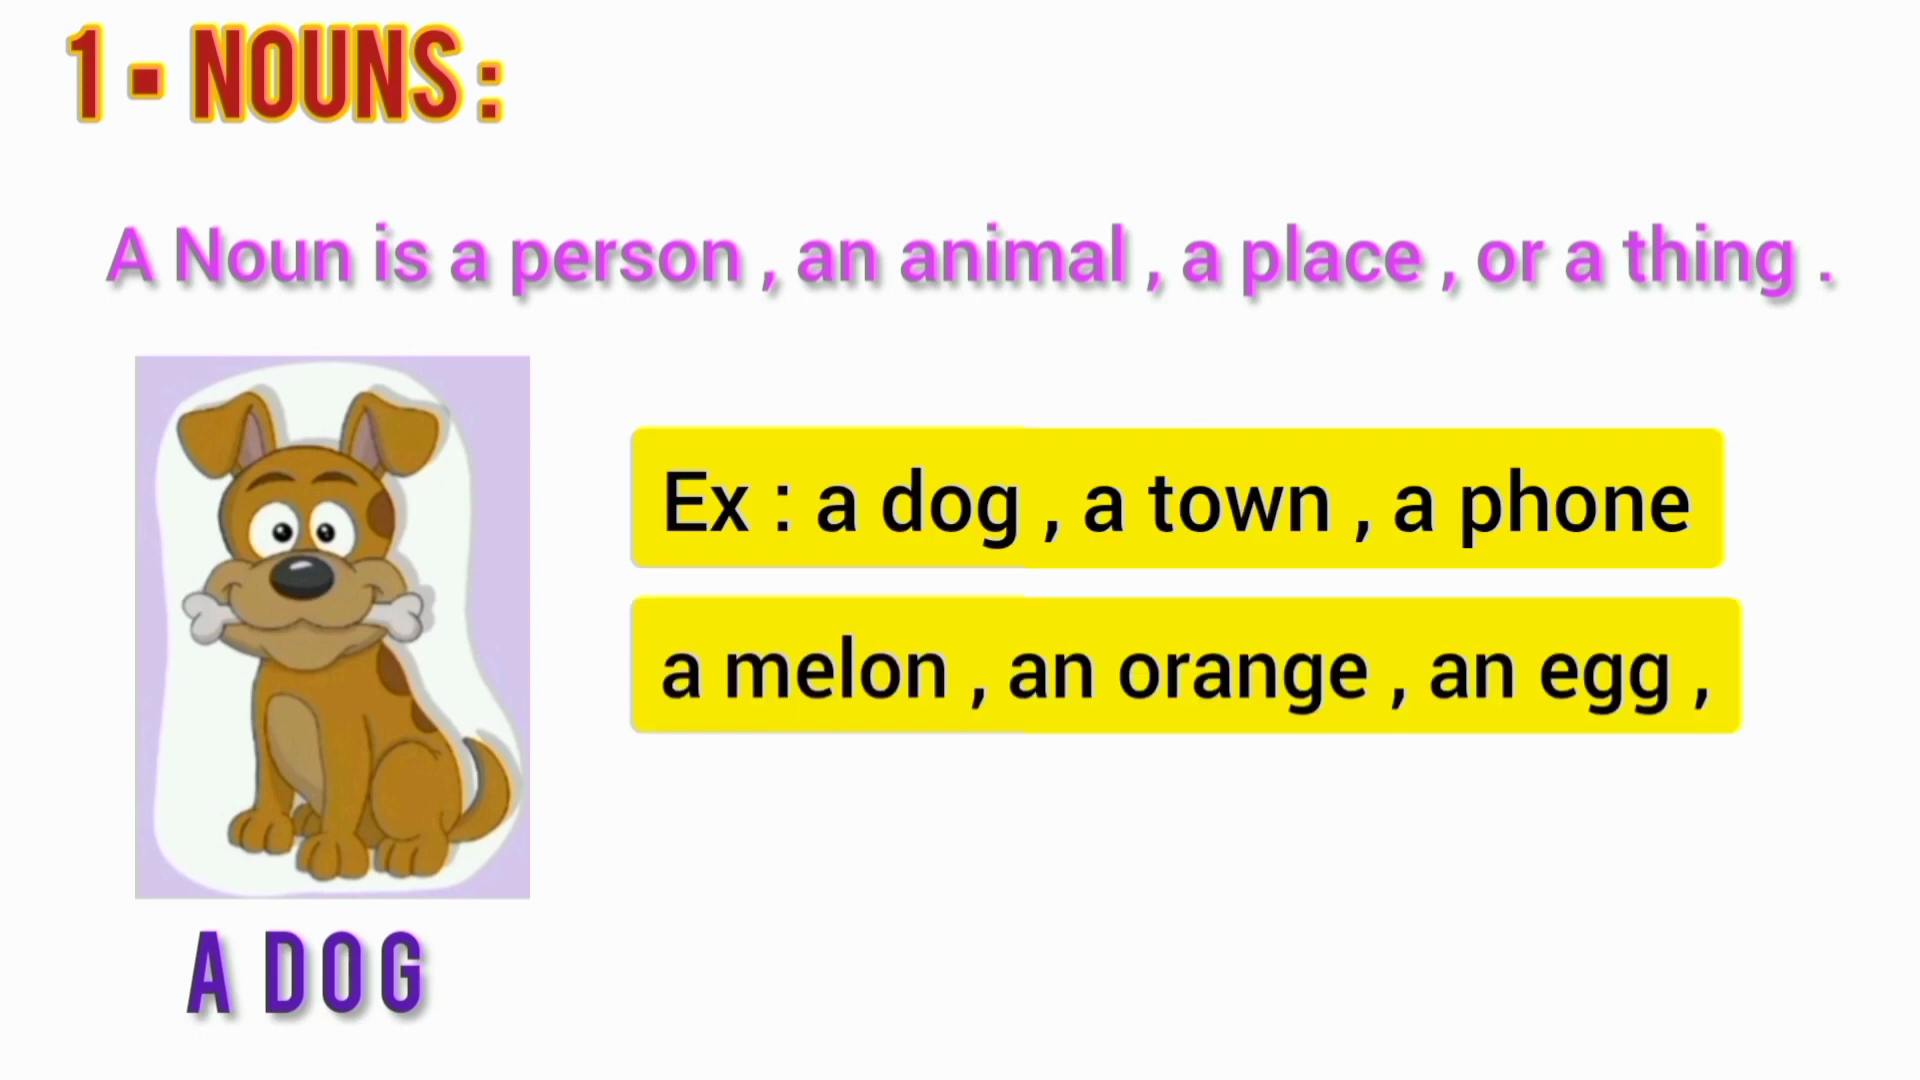 1 - NOUNS :
A Noun is a person , an animal , a place , or a thing .
Ex : a dog , a town , a phone
a melon , an orange , an egg ,
A DOG